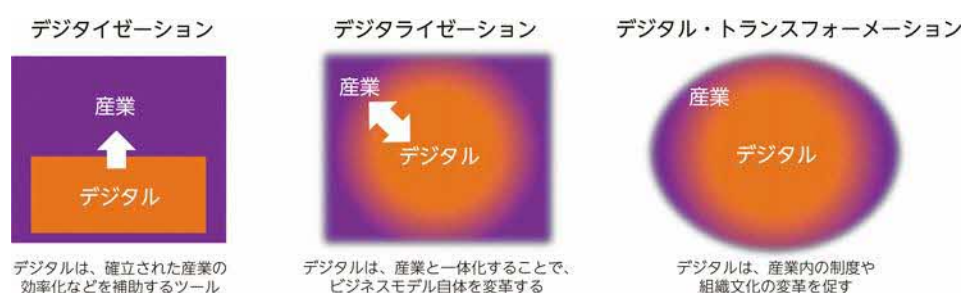 デジタイゼーション
産業
デジタル
デジタルは、確立された産業の
効率化などを補助するツール
デジタライゼーション
産業
デジタル
デジタルは、産業と一体化することで、
ビジネスモデル自体を変革する
デジタル・トランスフォーメーション
産業
デジタル
デジタルは、産業内の制度や
組織文化の変革を促す